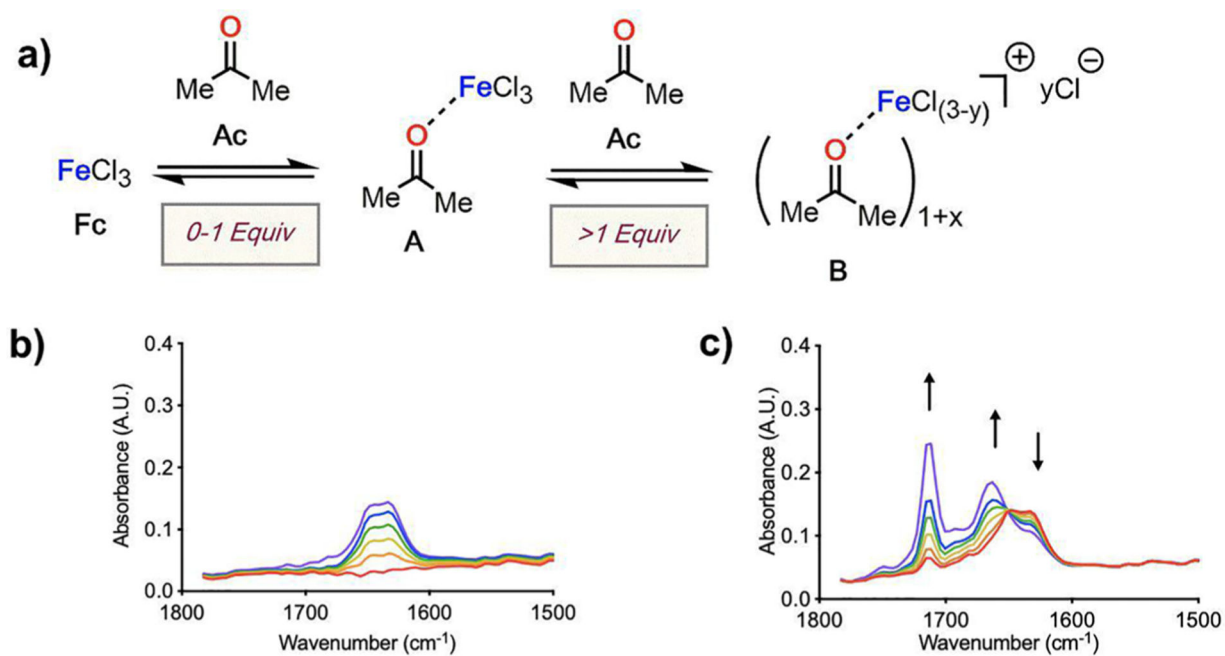 a)
O
Me Me
Ac
FeCl3
Fc
0-1 Equiv
FeCl3
O
Me Me
A
O
Me Me
Ac
>1 Equiv
FeCl(3-y)
+
yCl −
O
Me Me
1+x
B
b)
0.4
0.3
0.2
0.1
0.0
Absorbance (A.U.)
1800 1700 1600 1500
Wavenumber (cm-1)
c)
0.4
0.3
0.2
0.1
0.0
Absorbance (A.U.)
1800 1700 1600 1500
Wavenumber (cm-1)